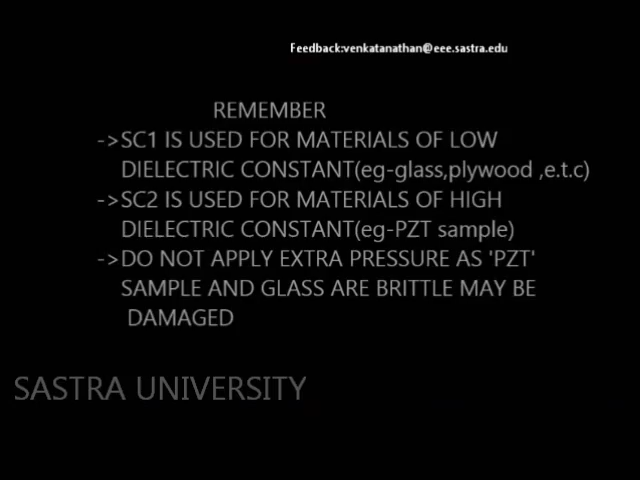 Feedback:venkatanathan@eee.sastra.edu
REMEMBER
->SC1 IS USED FOR MATERIALS OF LOW
DIELECTRIC CONSTANT(eg-glass,plywood ,e.t.c)
->SC2 IS USED FOR MATERIALS OF HIGH
DIELECTRIC CONSTANT(eg-PZT sample)
->DO NOT APPLY EXTRA PRESSURE AS 'PZT'
SAMPLE AND GLASS ARE BRITTLE MAY BE
DAMAGED
SASTRA UNIVERSITY